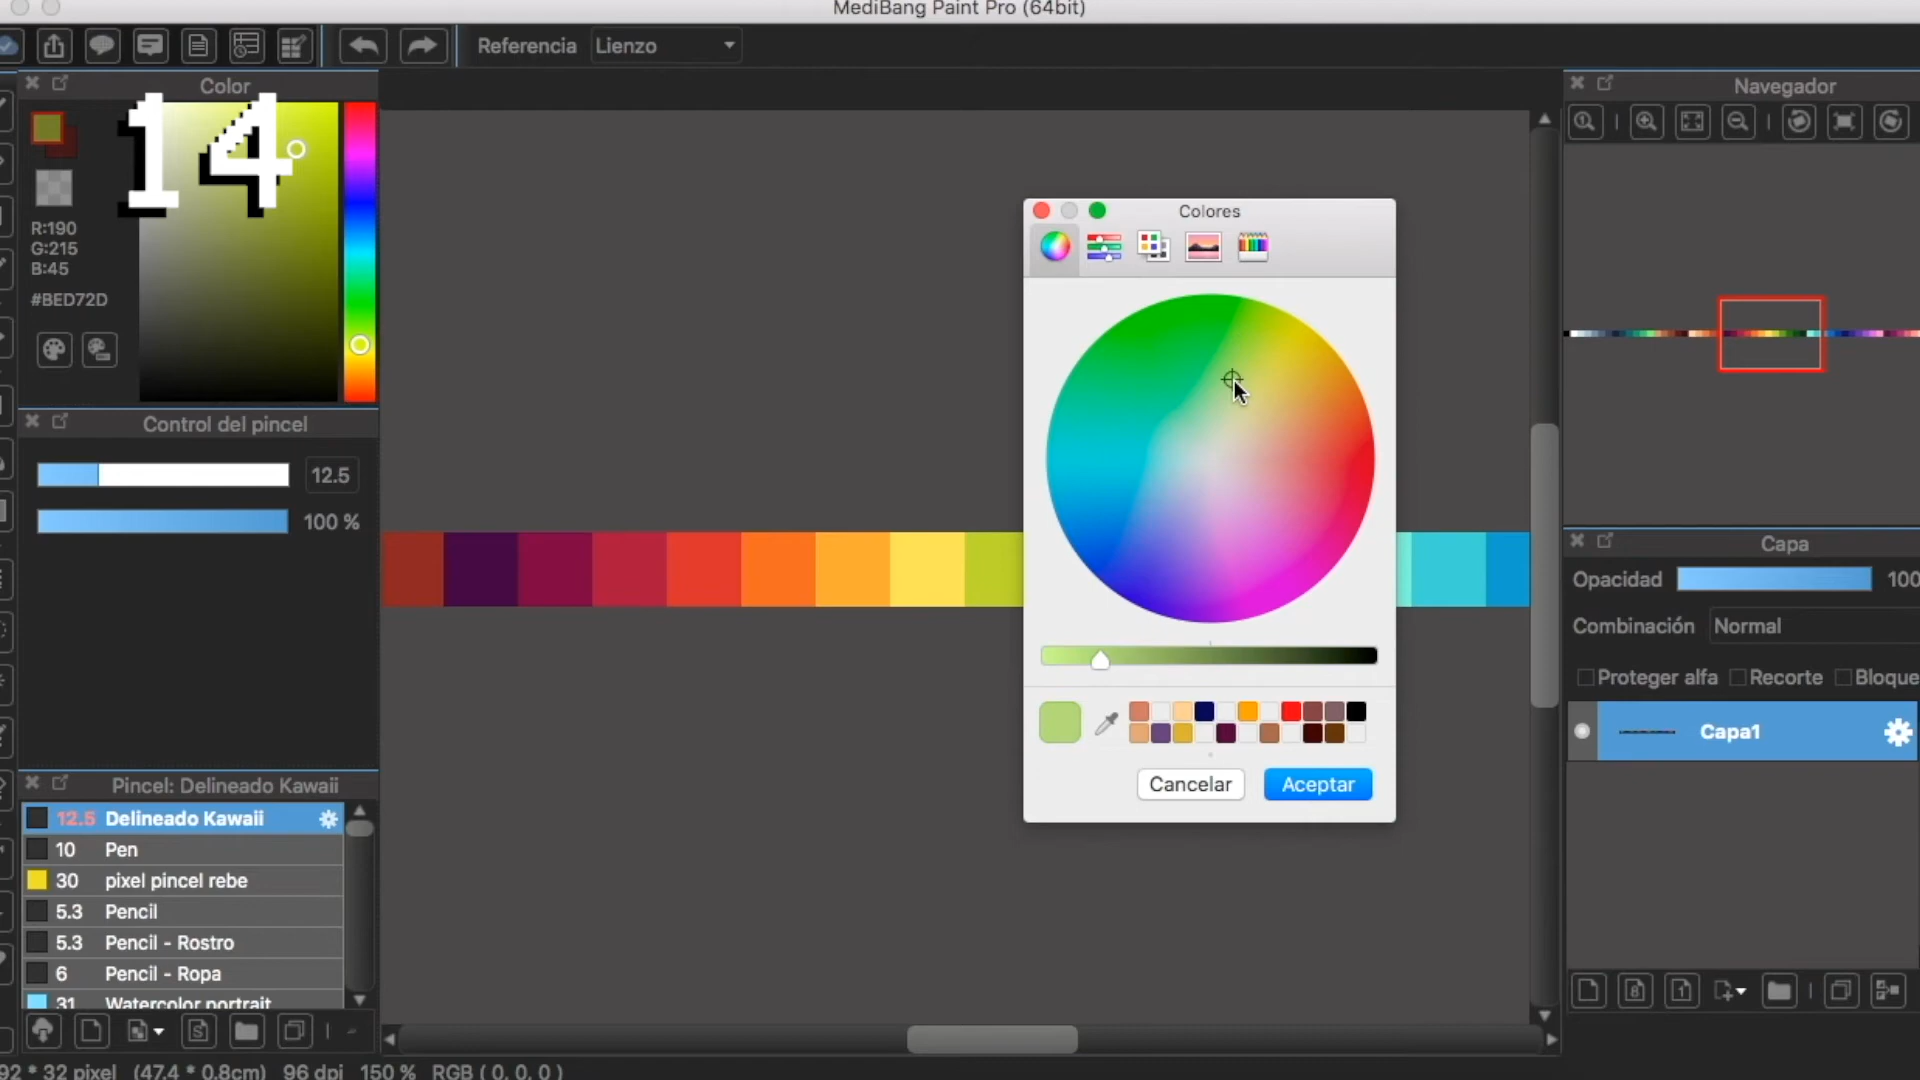 MediBang Paint Pro (64bit)
Referencia Lienzo
Color
14
R:190
G:215
B:45
#BED72D
Control del pincel
12.5
100 %
Pincel: Delineado Kawaii
12.5 Delineado Kawaii
10 Pen
30 pixel pincel rebe
5.3 Pencil
5.3 Pencil - Rostro
6 Pencil - Ropa
31 Watercolor portrait
92 * 32 pixel (47.4 * 0.8cm) 96 dpi 150 % RGB ( 0, 0, 0 )
Colores
Cancelar Aceptar
Navegador
Capa
Opacidad 100
Combinación Normal
Proteger alfa Recorte Bloque
Capa1